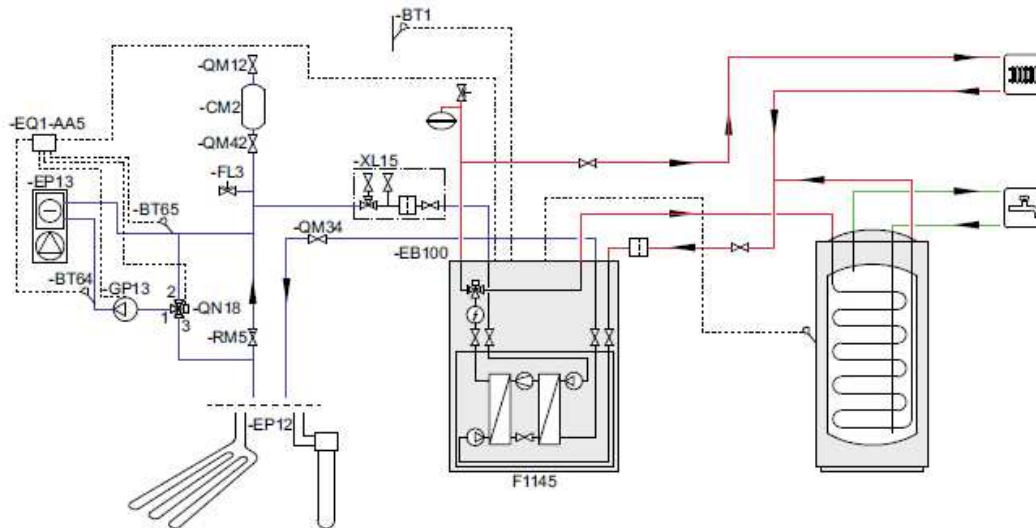 -BT1
-QM12
-CM2
-EQ1-AA5
-QM42
-EP13
-FL3
-XL15
-BT65
-QM34
-EB100
-BT64
-GP13
2
-QN18
1
3
-RM5
-EP12
F1145